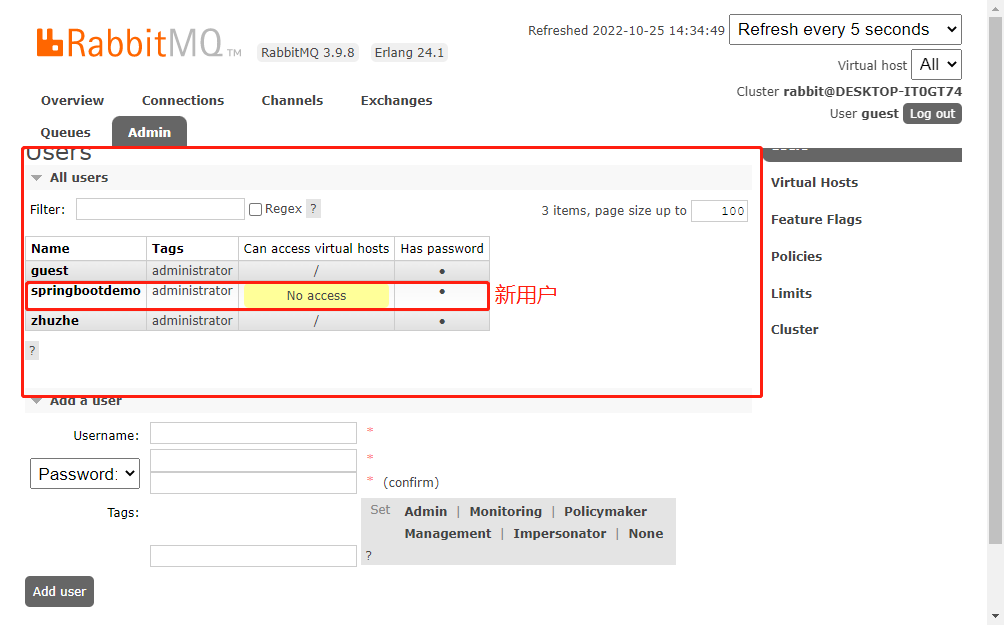 RabbitMQ TM RabbitMQ 3.9.8 Erlang 24.1
Refreshed 2022-10-25 14:34:49 Refresh every 5 seconds
Virtual host All
Cluster rabbit@DESKTOP-IT0GT74
User guest Log out
Overview Connections Channels Exchanges
Queues Admin
Users
All users
Filter: Regex ? 3 items, page size up to 100
Name Tags Can access virtual hosts Has password
guest administrator / ●
springbootdemo administrator No access ● 新用户
zhuzhe administrator / ●
?
Virtual Hosts
Feature Flags
Policies
Limits
Cluster
Add a user
Username: *
Password: *
* (confirm)
Tags: Set Admin | Monitoring | Policymaker
Management | Impersonator | None
?
Add user